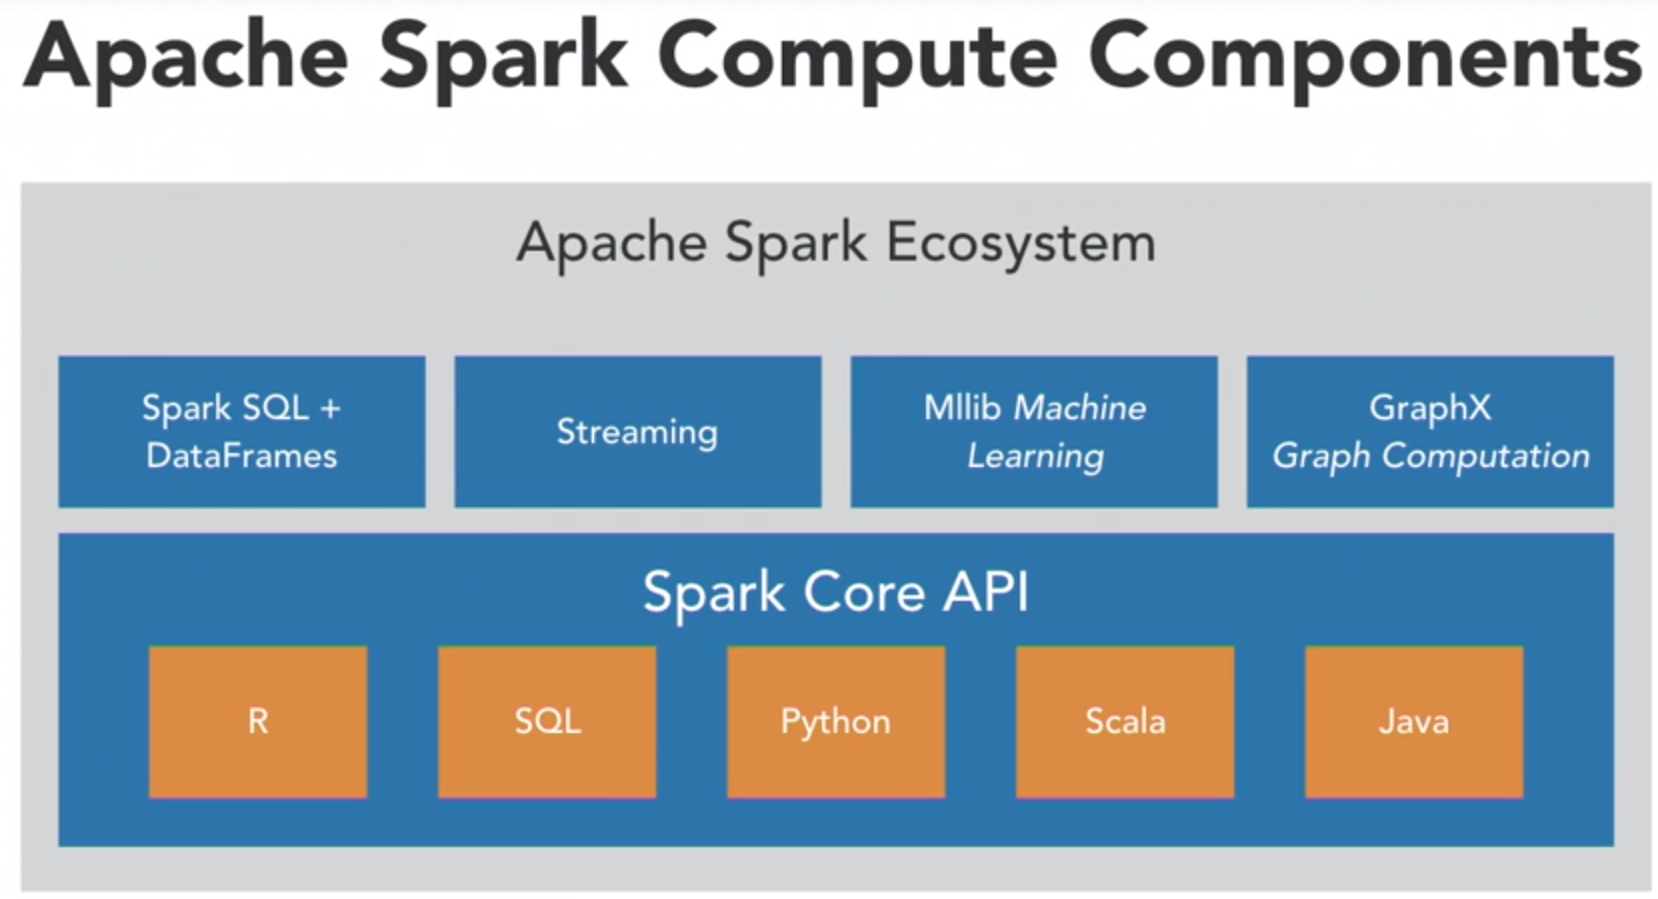 Apache Spark Compute Components
Apache Spark Ecosystem
Spark SQL +
DataFrames
Streaming
Mllib Machine
Learning
GraphX
Graph Computation
Spark Core API
R
SQL
Python
Scala
Java